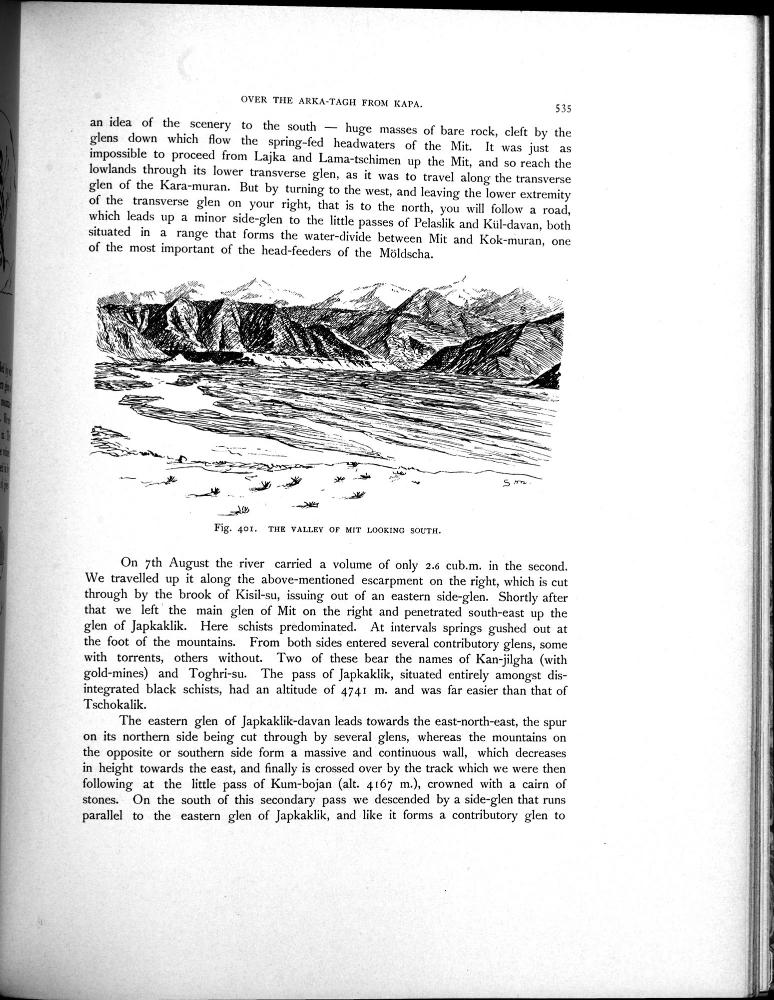 OVER THE ARKA-TAGH FROM KAPA.
535
an idea of the scenery to the south — huge masses of bare rock, cleft by the
glens down which flow the spring-fed headwaters of the Mit. It was just as
impossible to proceed from Lajka and Lama-tschimen up the Mit, and so reach the
lowlands through its lower transverse glen, as it was to travel along the transverse
glen of the Kara-muran. But by turning to the west, and leaving the lower extremity
of the transverse glen on your right, that is to the north, you will follow a road,
which leads up a minor side-glen to the little passes of Pelaslik and Kül-davan, both
situated in a range that forms the water-divide between Mit and Kok-muran, one
of the most important of the head-feeders of the Möldscha.
Fig. 401. THE VALLEY OF MIT LOOKING SOUTH.
On 7th August the river carried a volume of only 2.6 cub.m. in the second.
We travelled up it along the above-mentioned escarpment on the right, which is cut
through by the brook of Kisil-su, issuing out of an eastern side-glen. Shortly after
that we left the main glen of Mit on the right and penetrated south-east up the
glen of Japkaklik. Here schists predominated. At intervals springs gushed out at
the foot of the mountains. From both sides entered several contributory glens, some
with torrents, others without. Two of these bear the names of Kan-jilgha (with
gold-mines) and Toghri-su. The pass of Japkaklik, situated entirely amongst dis-
integrated black schists, had an altitude of 4741 m. and was far easier than that of
Tschokalik.
The eastern glen of Japkaklik-davan leads towards the east-north-east, the spur
on its northern side being cut through by several glens, whereas the mountains on
the opposite or southern side form a massive and continuous wall, which decreases
in height towards the east, and finally is crossed over by the track which we were then
following at the little pass of Kum-bojan (alt. 4167 m.), crowned with a cairn of
stones. On the south of this secondary pass we descended by a side-glen that runs
parallel to the eastern glen of Japkaklik, and like it forms a contributory glen to